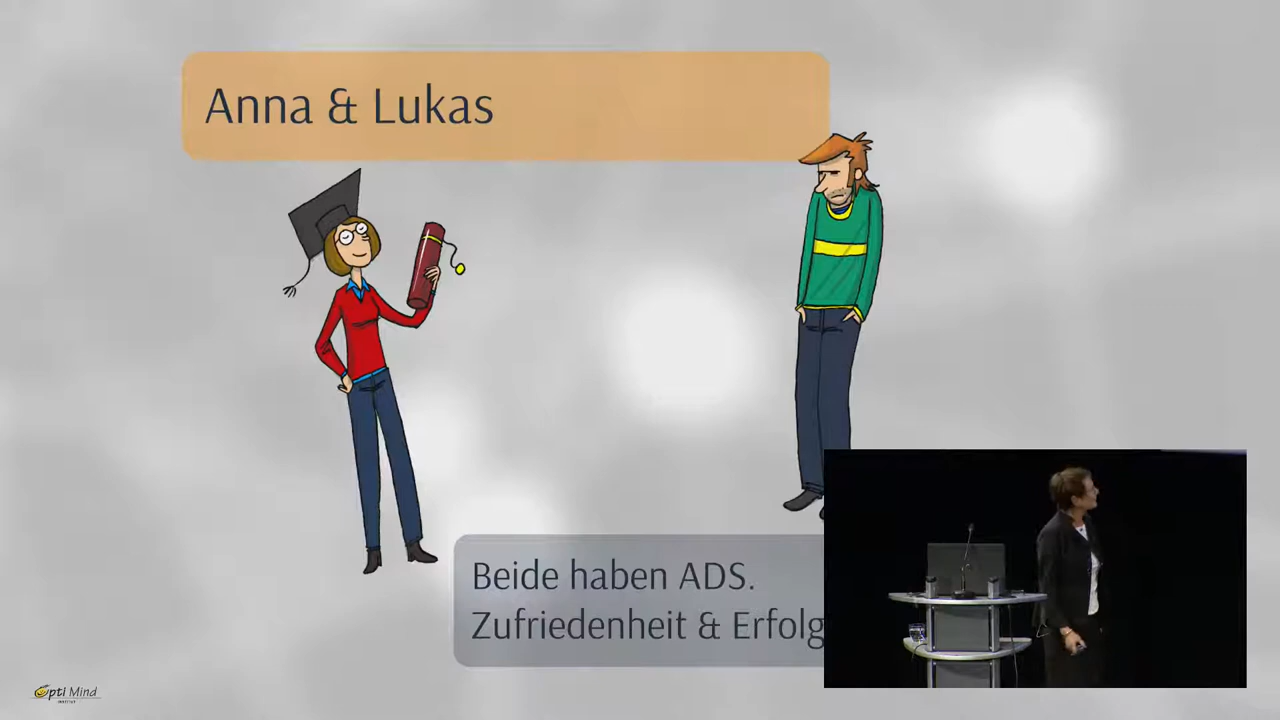 Anna & Lukas
Beide haben ADS.
Zufriedenheit & Erfolg
Opti Mind